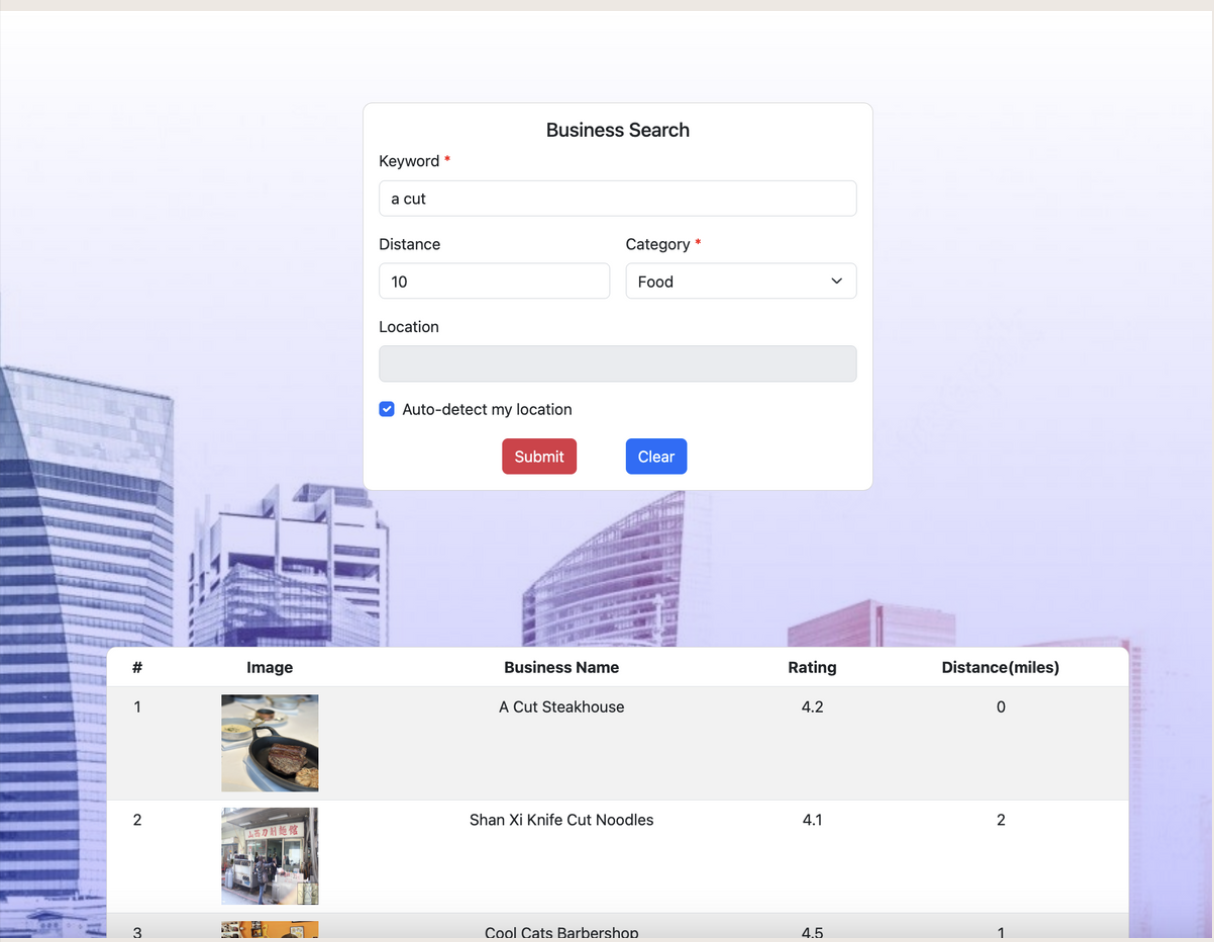 Business Search
Keyword *
a cut
Distance Category *
10 Food
Location
Auto-detect my location
Submit Clear
# Image Business Name Rating Distance(miles)
1 A Cut Steakhouse 4.2 0
2 Shan Xi Knife Cut Noodles 4.1 2
3 Cool Cats Barbershop 4.5 1